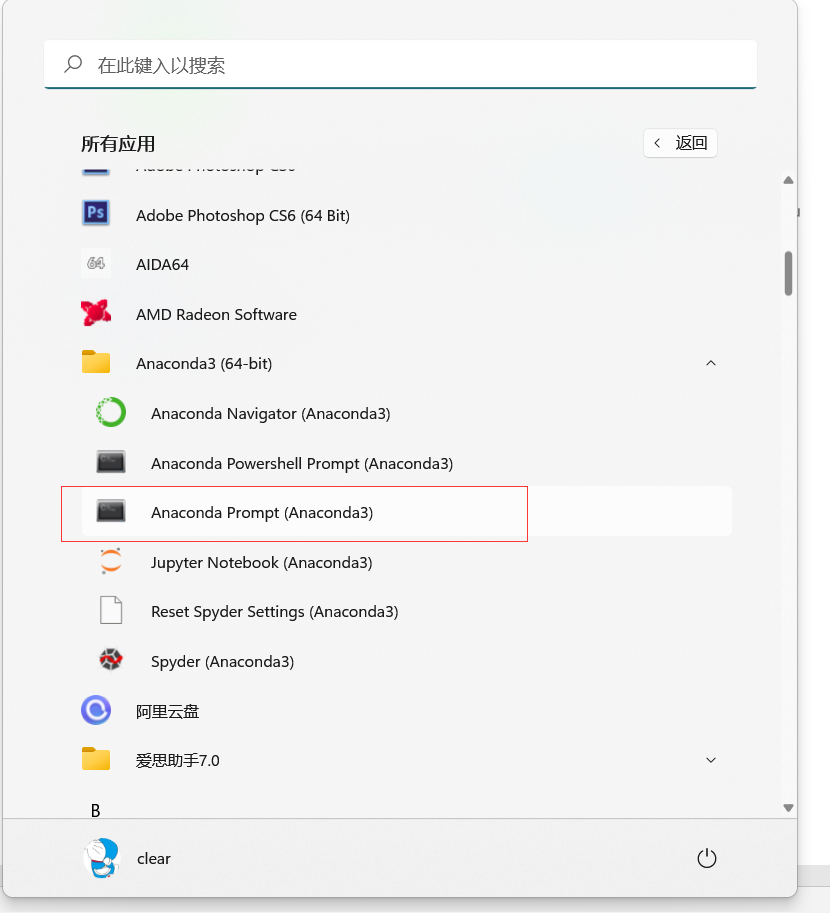 在此键入以搜索
所有应用
返回
Adobe Photoshop CS6
Ps
Adobe Photoshop CS6 (64 Bit)
64
AIDA64
AMD Radeon Software
Anaconda3 (64-bit)
Anaconda Navigator (Anaconda3)
Anaconda Powershell Prompt (Anaconda3)
Anaconda Prompt (Anaconda3)
Jupyter Notebook (Anaconda3)
Reset Spyder Settings (Anaconda3)
Spyder (Anaconda3)
阿里云盘
爱思助手7.0
B
clear